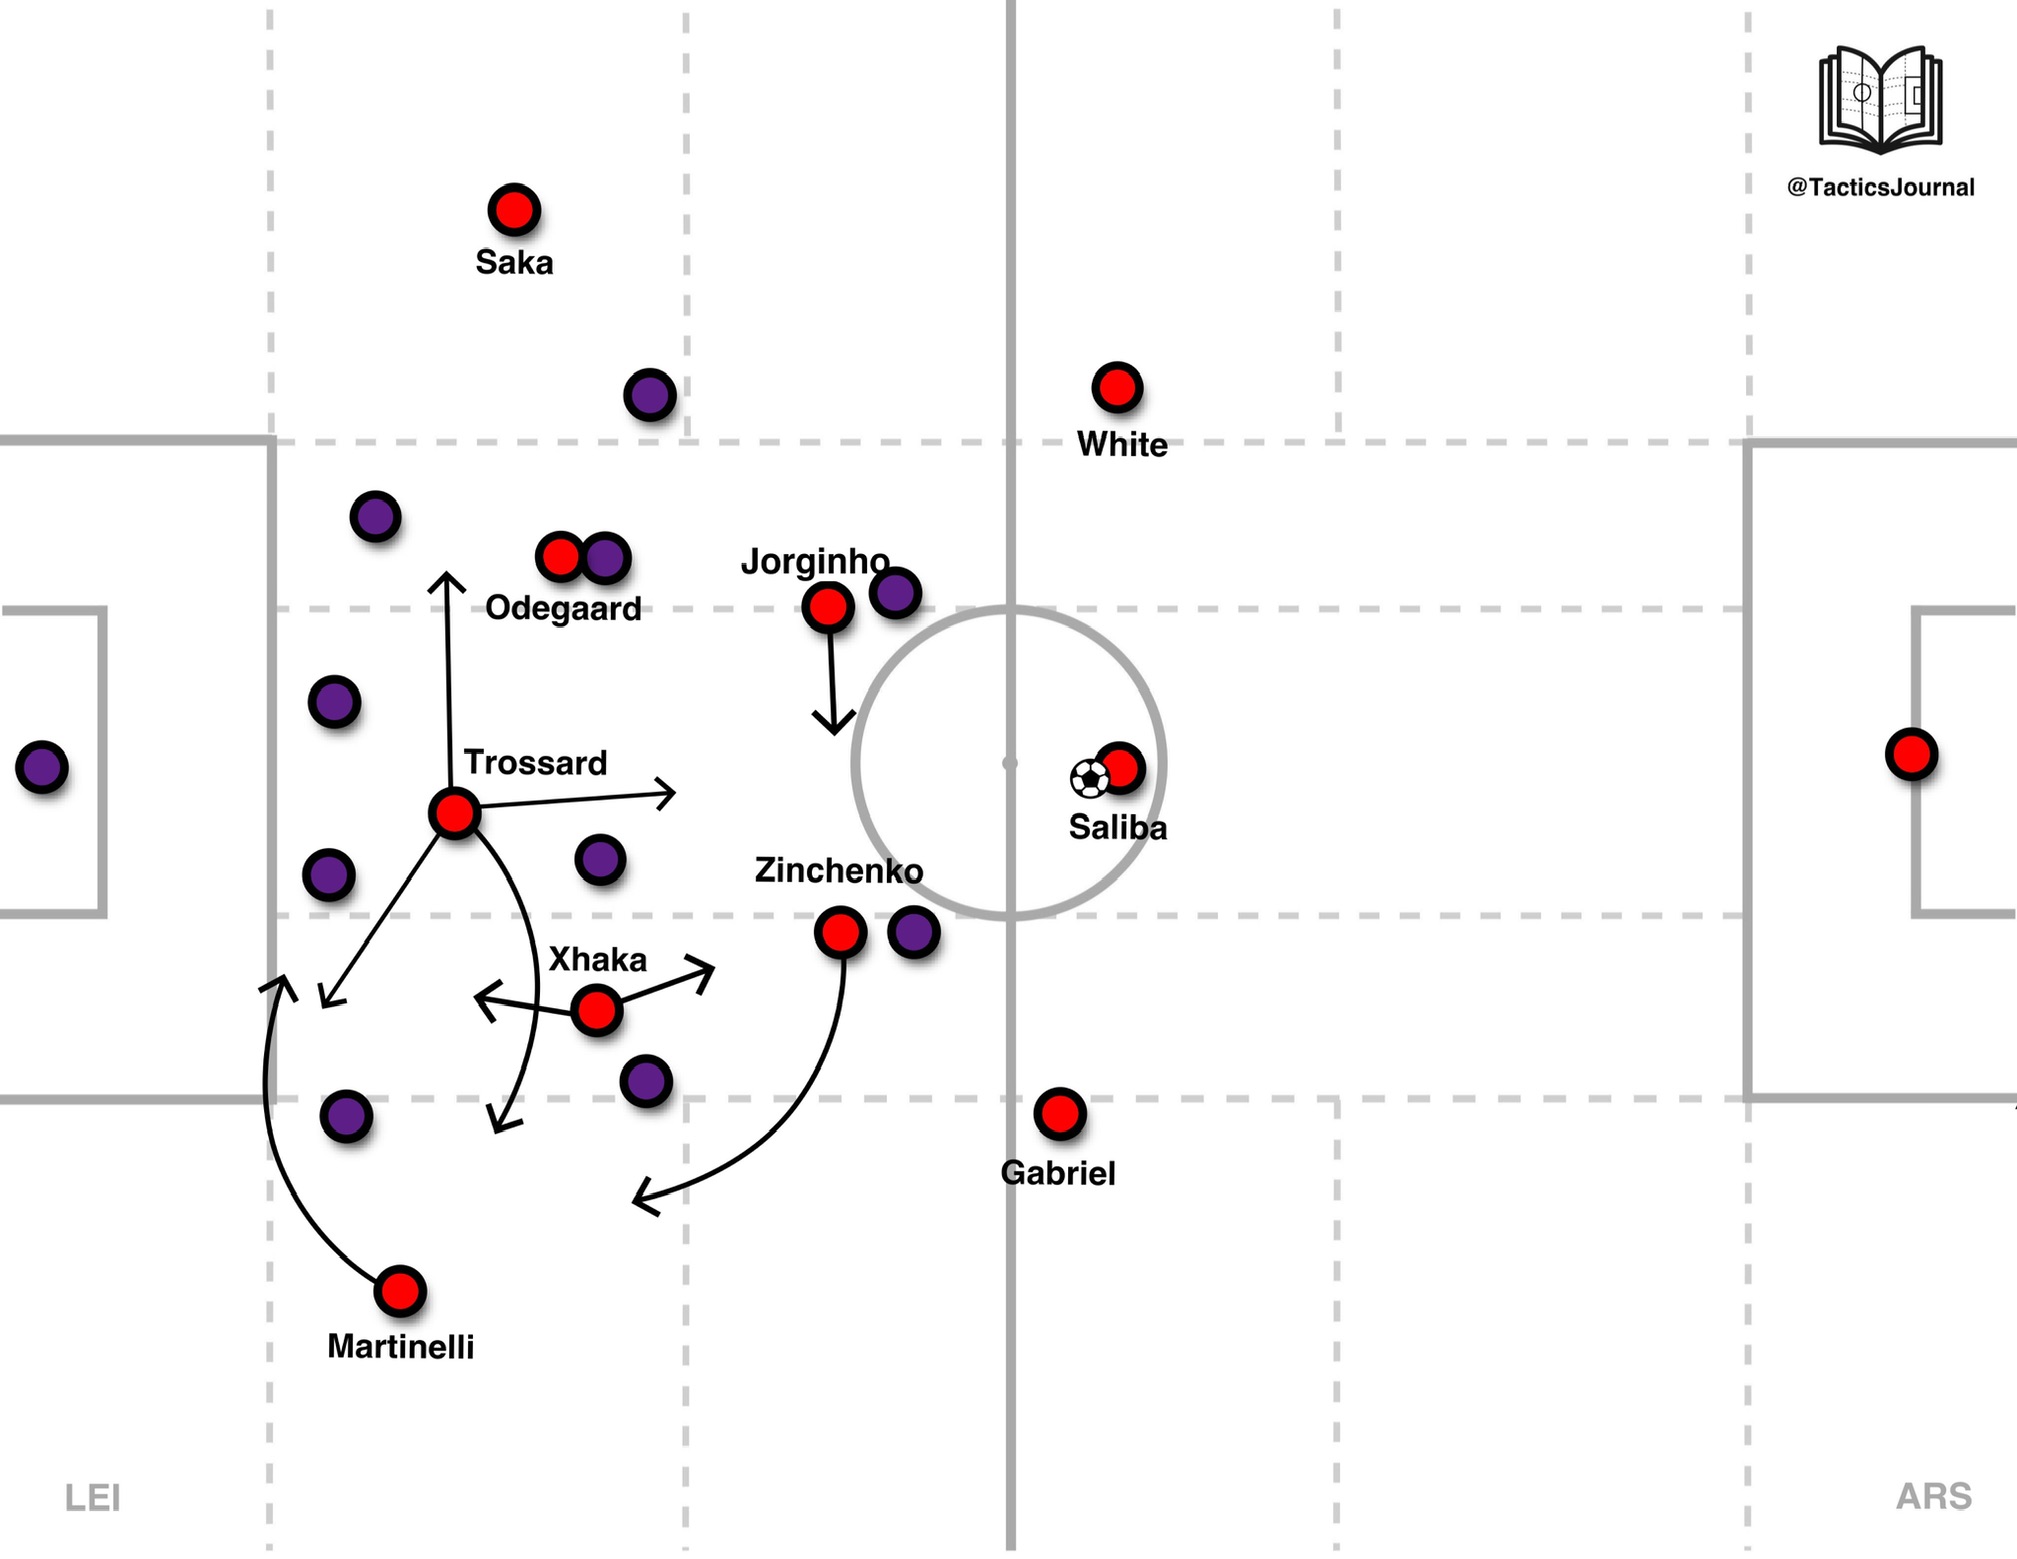 @TacticsJournal
Saka
White
Jorginho
Odegaard
Trossard
Saliba
Zinchenko
Xhaka
Gabriel
Martinelli
LEI
ARS